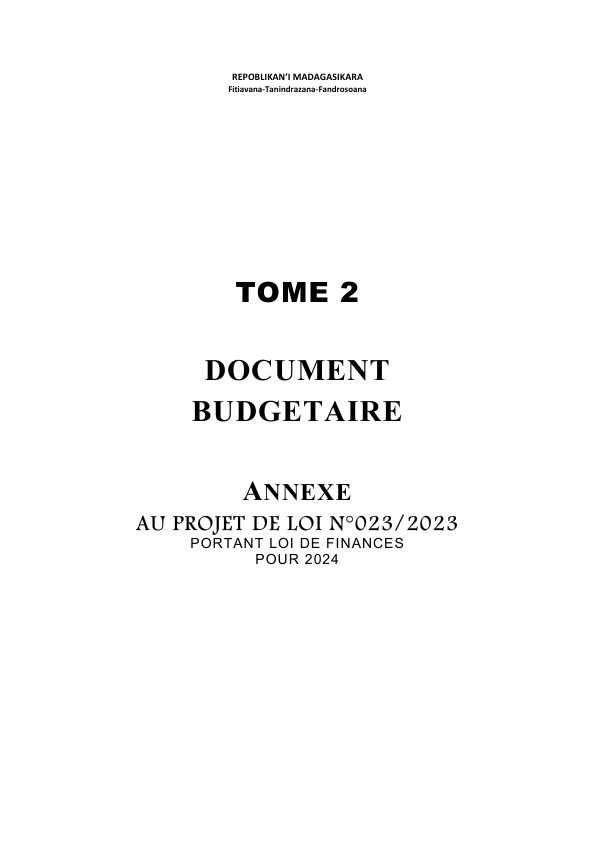 REPOBLIKAN'I MADAGASIKARA
Fitiavana-Tanindrazana-Fandrosoana
TOME 2
DOCUMENT
BUDGETAIRE
ANNEXE
AU PROJET DE LOI N°023/2023
PORTANT LOI DE FINANCES
POUR 2024